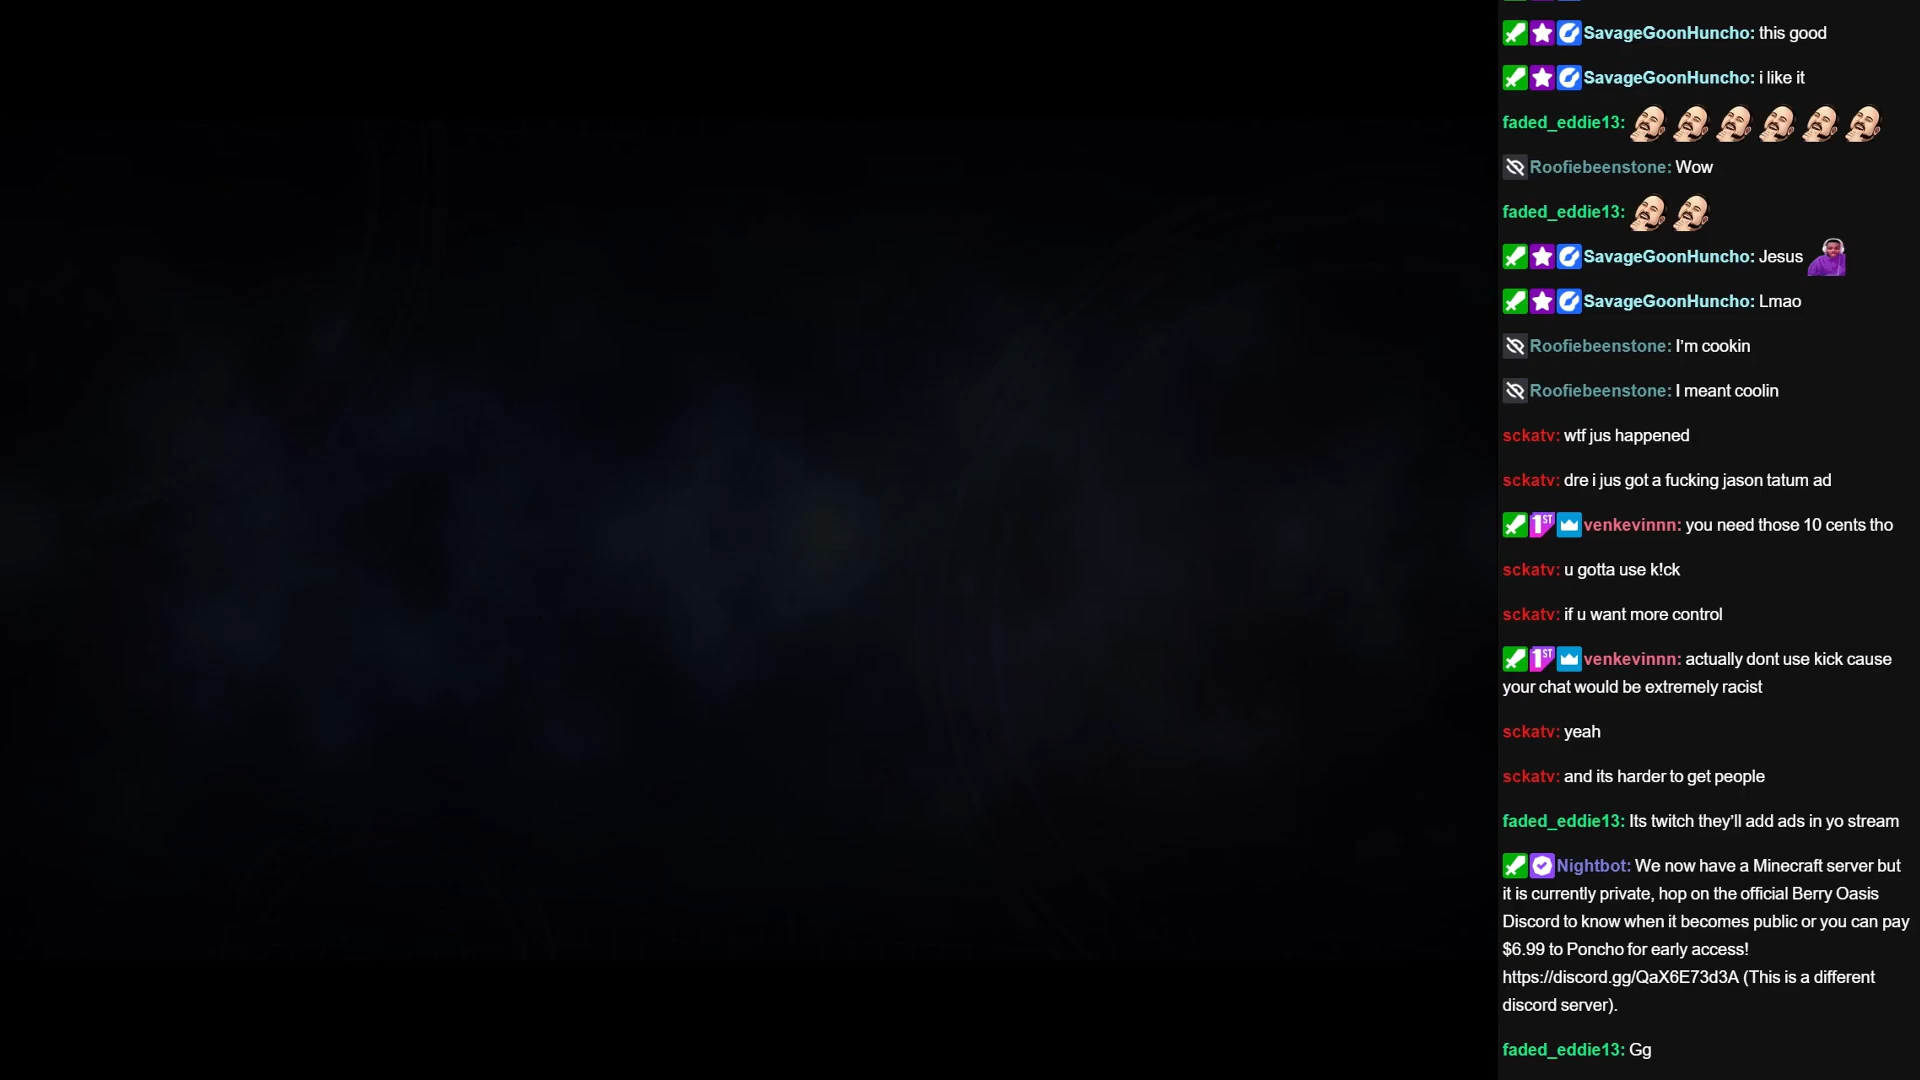 SavageGoonHuncho: this good
SavageGoonHuncho: i like it
faded_eddie13:
Roofiebeenstone: Wow
faded_eddie13:
SavageGoonHuncho: Jesus
SavageGoonHuncho: Lmao
Roofiebeenstone: I'm cookin
Roofiebeenstone: I meant coolin
sckatv: wtf jus happened
sckatv: dre i jus got a fucking jason tatum ad
1ST venkevinnn: you need those 10 cents tho
sckatv: u gotta use k!ck
sckatv: if u want more control
1ST venkevinnn: actually dont use kick cause
your chat would be extremely racist
sckatv: yeah
sckatv: and its harder to get people
faded_eddie13: Its twitch they'll add ads in yo stream
Nightbot: We now have a Minecraft server but
it is currently private, hop on the official Berry Oasis
Discord to know when it becomes public or you can pay
$6.99 to Poncho for early access!
https://discord.gg/QaX6E73d3A (This is a different
discord server).
faded_eddie13: Gg